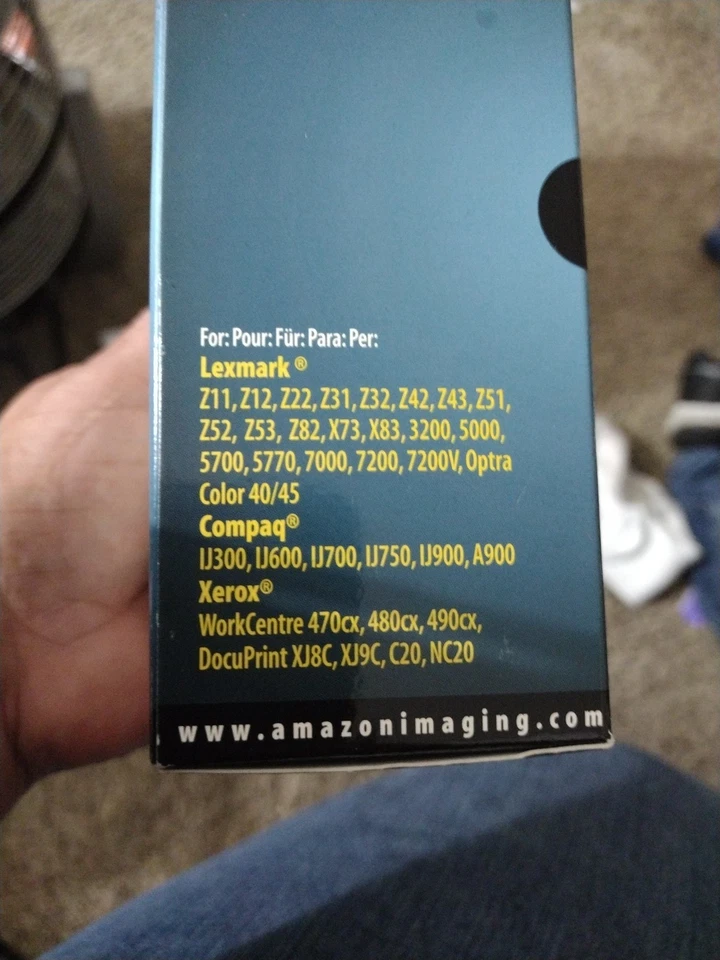 For: Pour: Für: Para: Per:
Lexmark ®
Z11, Z12, Z22, Z31, Z32, Z42, Z43, Z51,
Z52, Z53, Z82, X73, X83, 3200, 5000,
5700, 5770, 7000, 7200, 7200V, Optra
Color 40/45
Compaq®
IJ300, IJ600, IJ700, IJ750, IJ900, A900
Xerox®
WorkCentre 470cx, 480cx, 490cx,
DocuPrint XJ8C, XJ9C, C20, NC20
www.amazonimaging.com